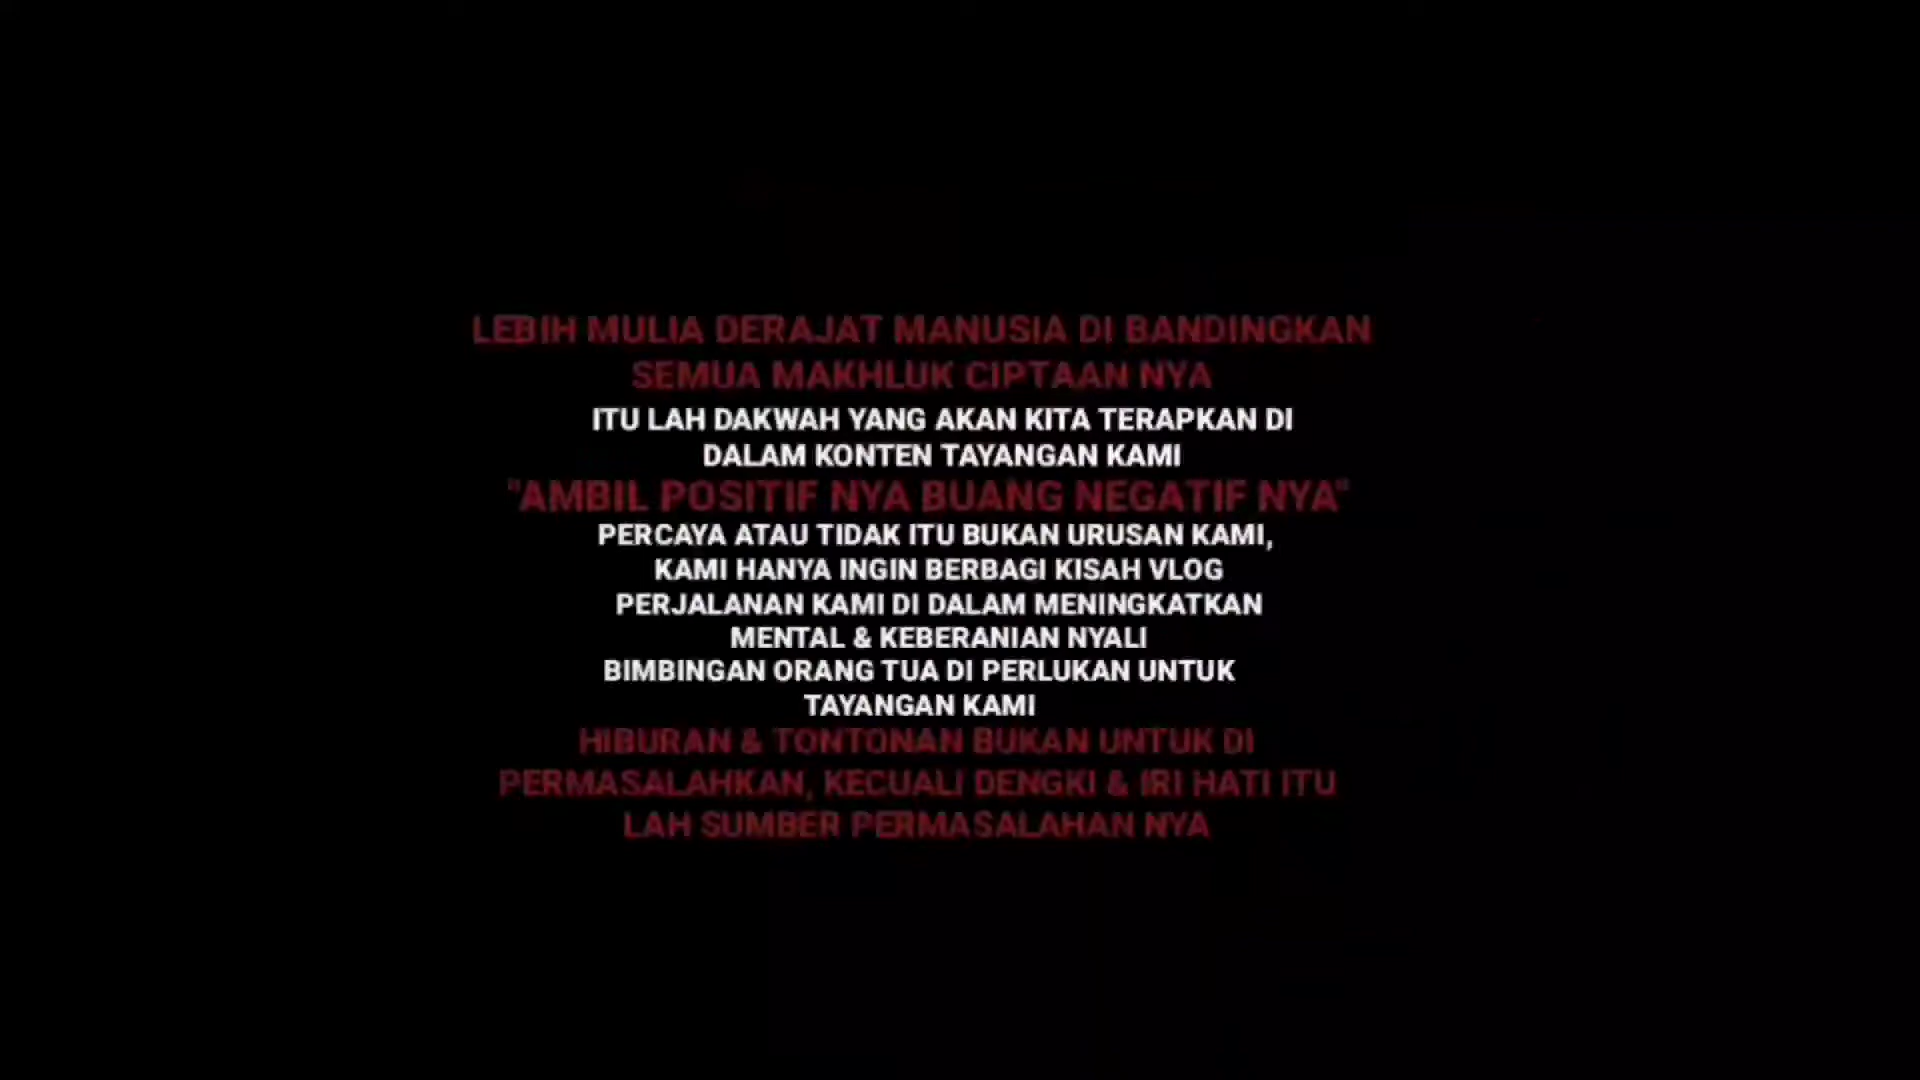 LEBIH MULIA DERAJAT MANUSIA DI BANDINGKAN
SEMUA MAKHLUK CIPTAAN NYA
ITU LAH DAKWAH YANG AKAN KITA TERAPKAN DI
DALAM KONTEN TAYANGAN KAMI
"AMBIL POSITIF NYA BUANG NEGATIF NYA"
PERCAYA ATAU TIDAK ITU BUKAN URUSAN KAMI,
KAMI HANYA INGIN BERBAGI KISAH VLOG
PERJALANAN KAMI DI DALAM MENINGKATKAN
MENTAL & KEBERANIAN NYALI
BIMBINGAN ORANG TUA DI PERLUKAN UNTUK
TAYANGAN KAMI
HIBURAN & TONTONAN BUKAN UNTUK DI
PERMASALAHKAN, KECUALI DENGKI & IRI HATI ITU
LAH SUMBER PERMASALAHAN NYA